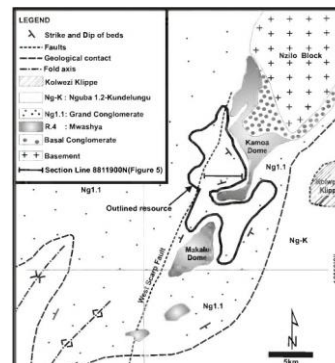 LEGEND
Strike and Dip of beds
Faults
Geological contact
Fold axis
Kolwezi Klippe
Ng-K : Nguba 1.2-Kundelungu
Ng1.1: Grand Conglomerate
R.4 : Mwashya
Basal Conglomerate
Basement
Section Line 8811900N(Figure 5)
Nzilo Block
Kamoa
Dome
Ng1.1
Outlined resource
Ng1.1
Kolwezi
Klippe
Ng-K
West Scarp Fault
Makalu
Dome
Ng1.1
N
5km